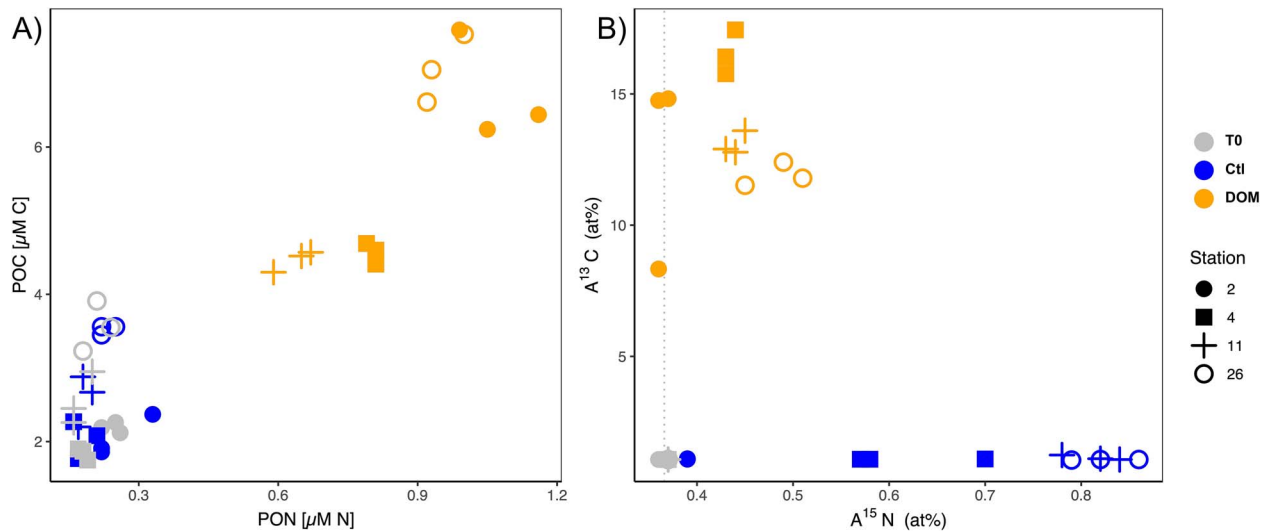 A)
POC [µM C]
6
4
2
0.3 0.6 0.9 1.2
PON [µM N]
B)
A¹³ C (at%)
15
10
5
0.4 0.5 0.6 0.7 0.8
A¹⁵ N (at%)
T0
Ctl
DOM
Station
2
4
11
26